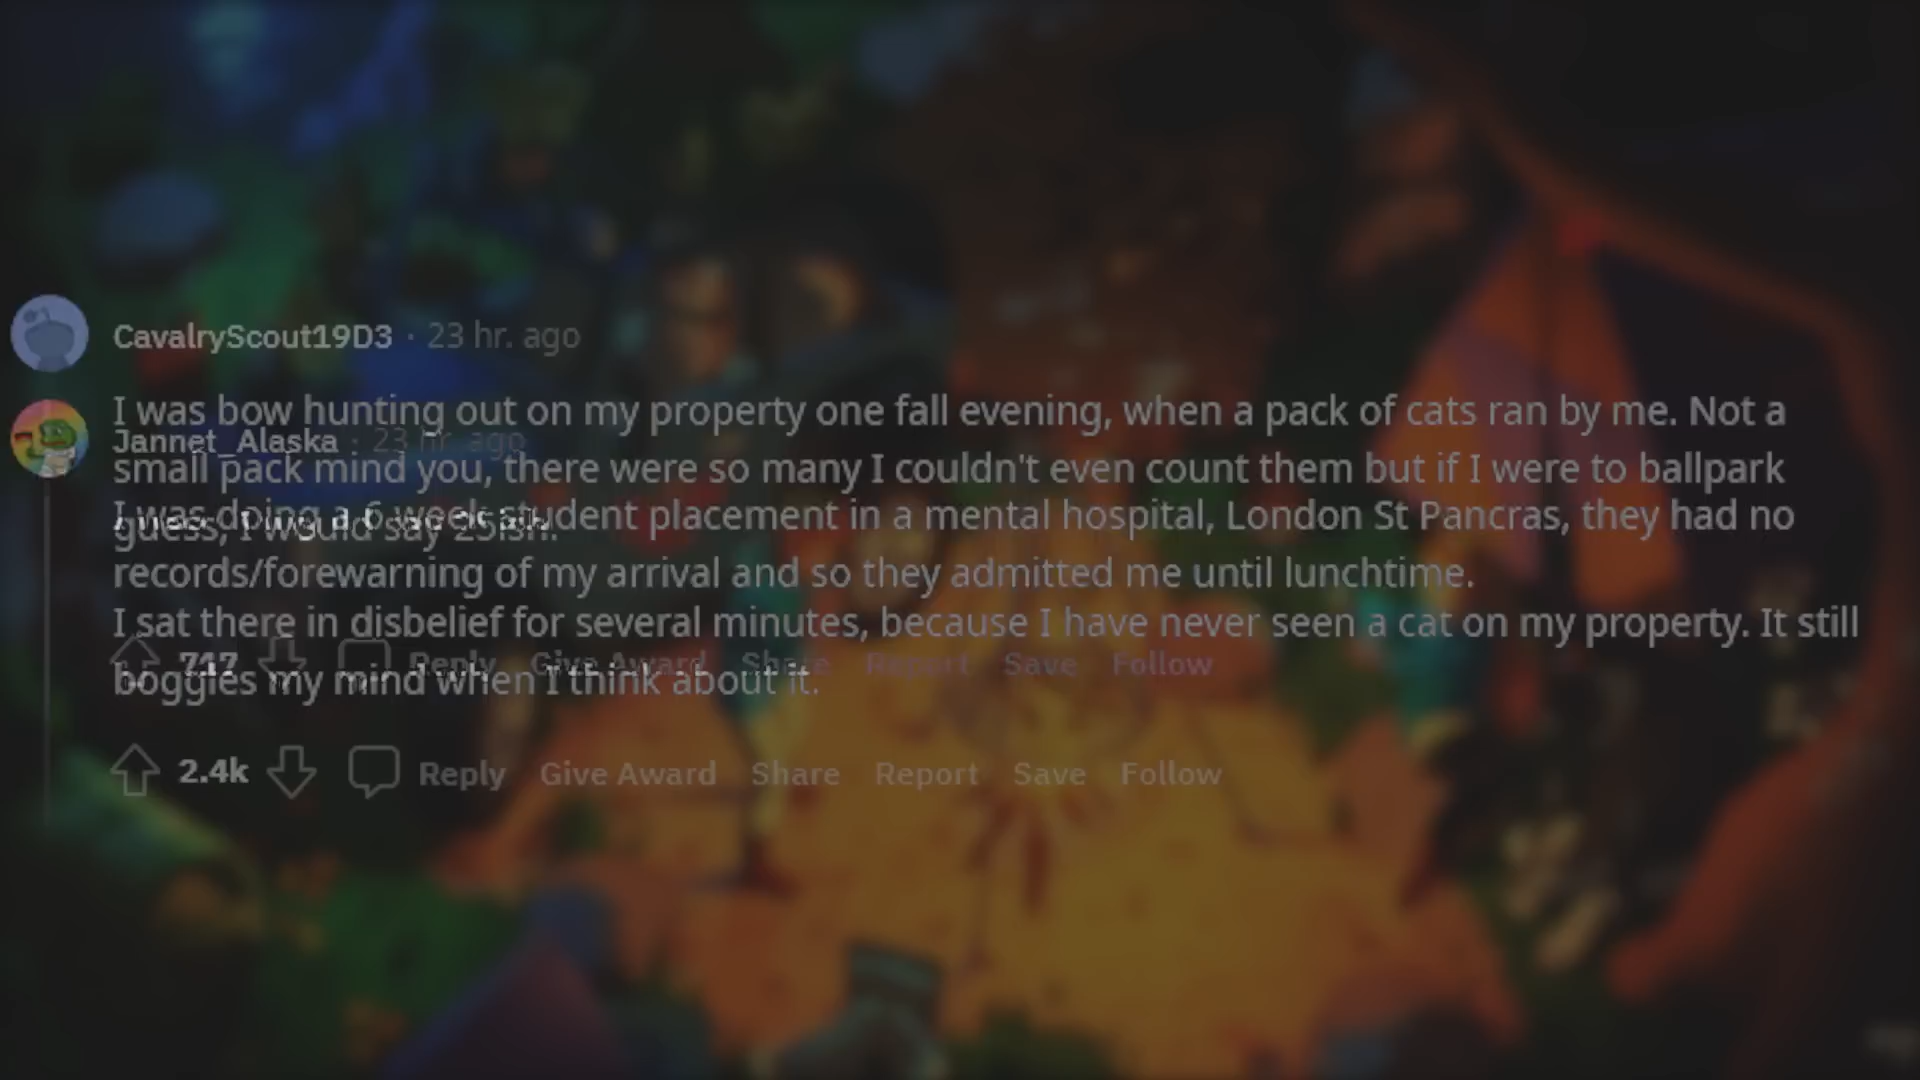 CavalryScout19D3 · 23 hr. ago
I was bow hunting out on my property one fall evening, when a pack of cats ran by me. Not a
small pack mind you, there were so many I couldn't even count them but if I were to ballpark
guess, I would say 25ish.
I sat there in disbelief for several minutes, because I have never seen a cat on my property. It still
boggles my mind when I think about it.
2.4k Reply Give Award Share Report Save Follow
Jannet_Alaska · 23 hr. ago
I was doing a 6 week student placement in a mental hospital, London St Pancras, they had no
records/forewarning of my arrival and so they admitted me until lunchtime.
717 Reply Give Award Share Report Save Follow